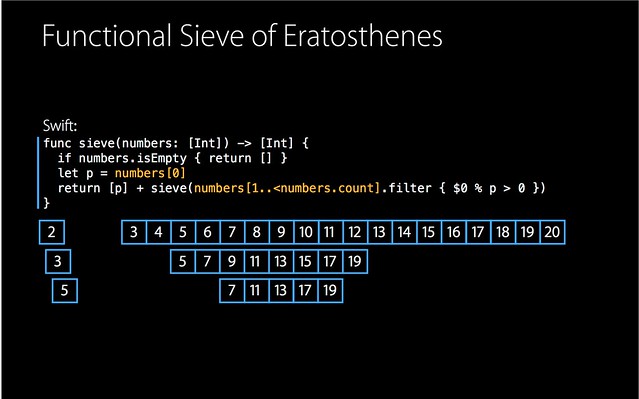 Functional Sieve of Eratosthenes
Swift:
func sieve(numbers: [Int]) -> [Int] {
if numbers.isEmpty { return [] }
let p = numbers[0]
return [p] + sieve(numbers[1..<numbers.count].filter { $0 % p > 0 })
}
2 3 4 5 6 7 8 9 10 11 12 13 14 15 16 17 18 19 20
3 5 7 9 11 13 15 17 19
5 7 11 13 17 19